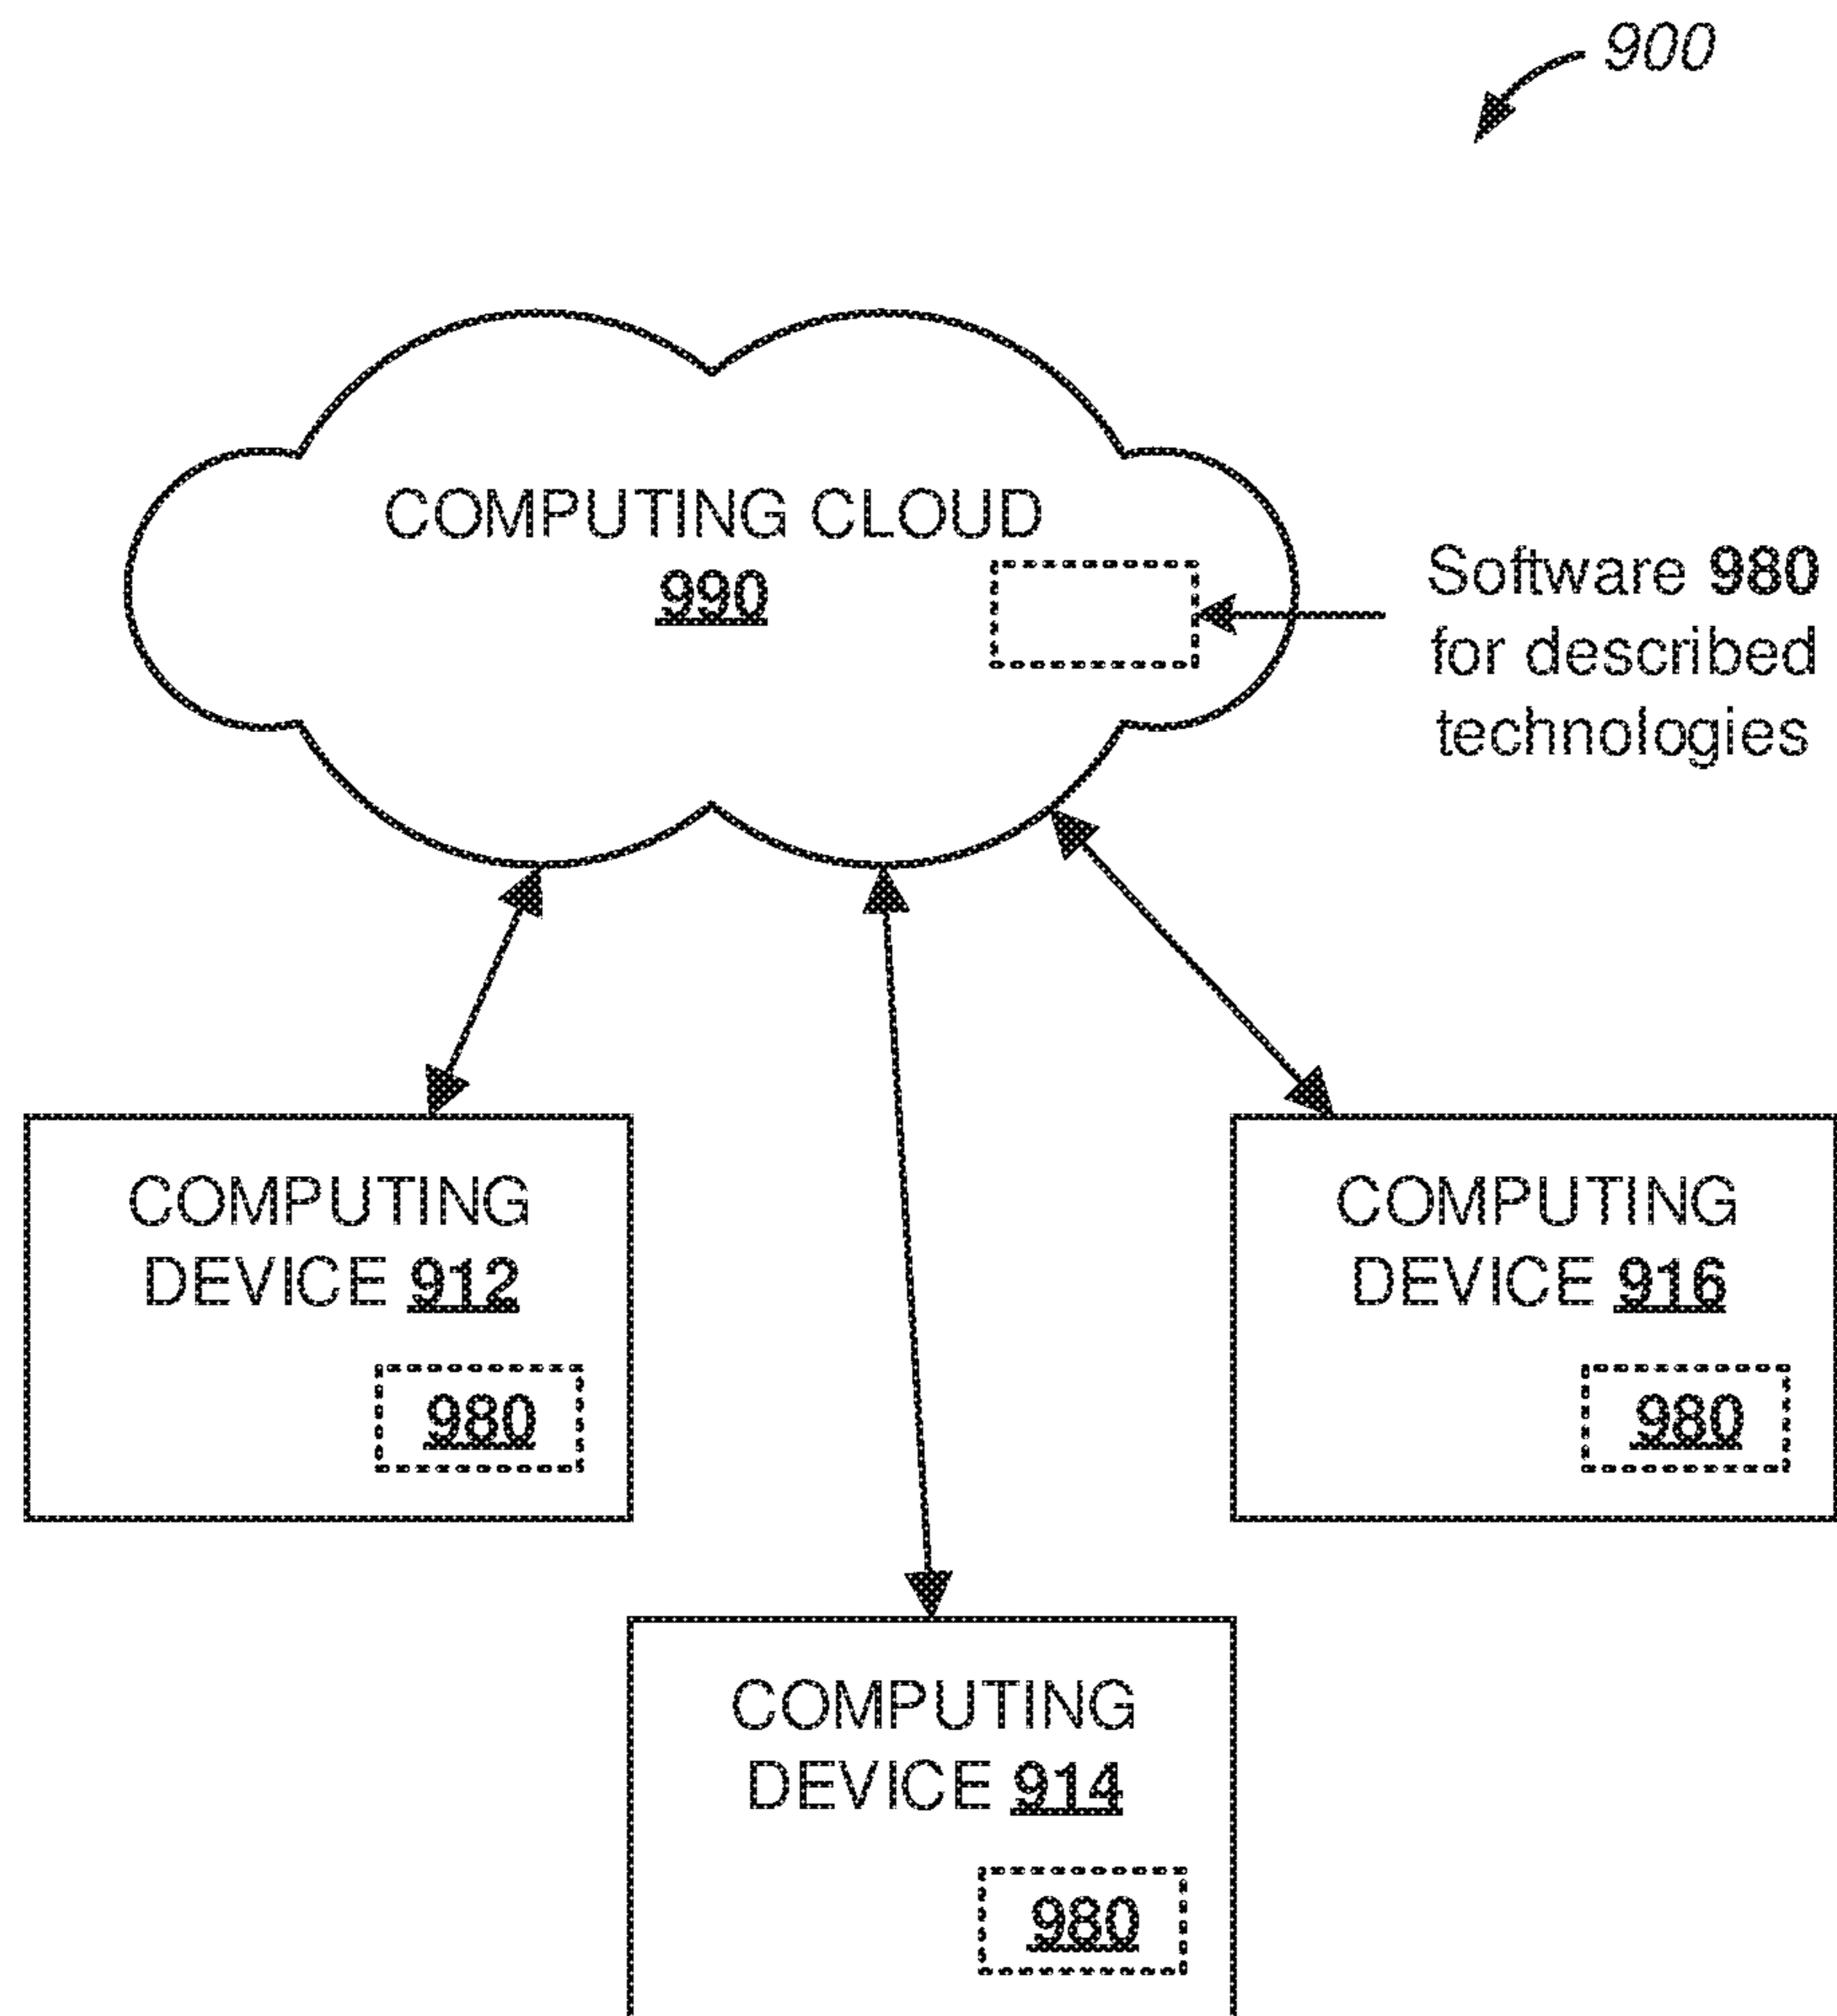 900
COMPUTING CLOUD
990
Software 980
for described
technologies
COMPUTING
DEVICE 912
980
COMPUTING
DEVICE 916
980
COMPUTING
DEVICE 914
980